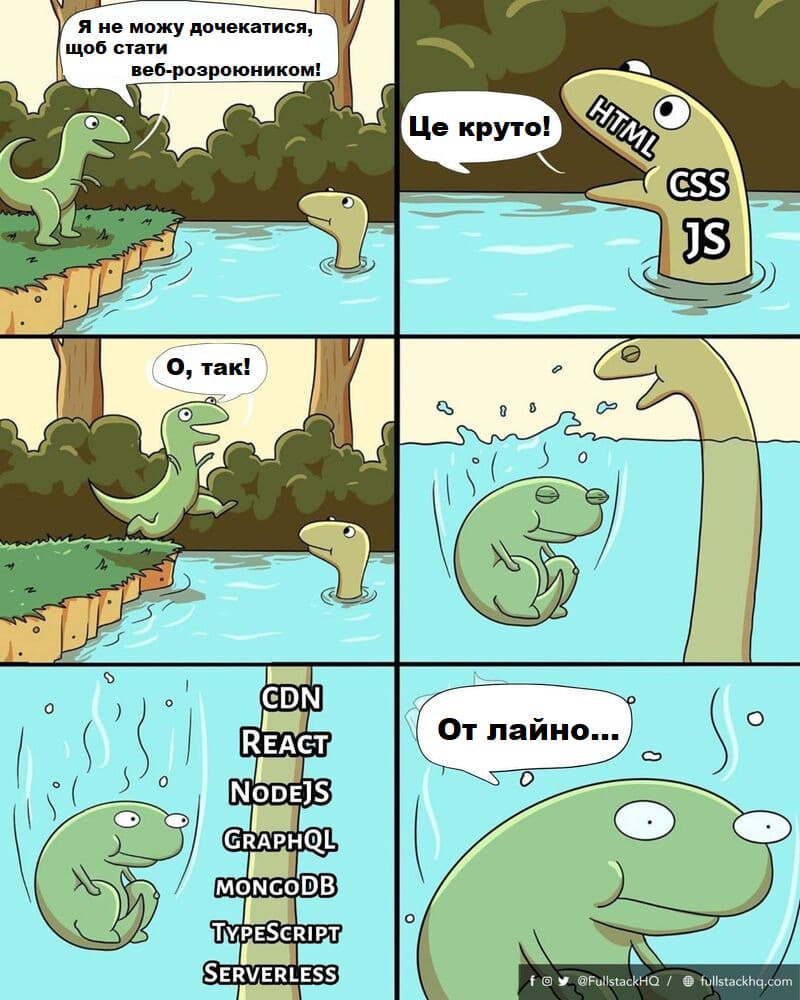 Я не можу дочекатися,
щоб стати
веб-розроюником!
Це круто!
HTML
CSS
JS
О, так!
CDN
REACT
NODEJS
GRAPHQL
MONGODB
TYPESCRIPT
SERVERLESS
От лайно...
@FullstackHQ / fullstackhq.com